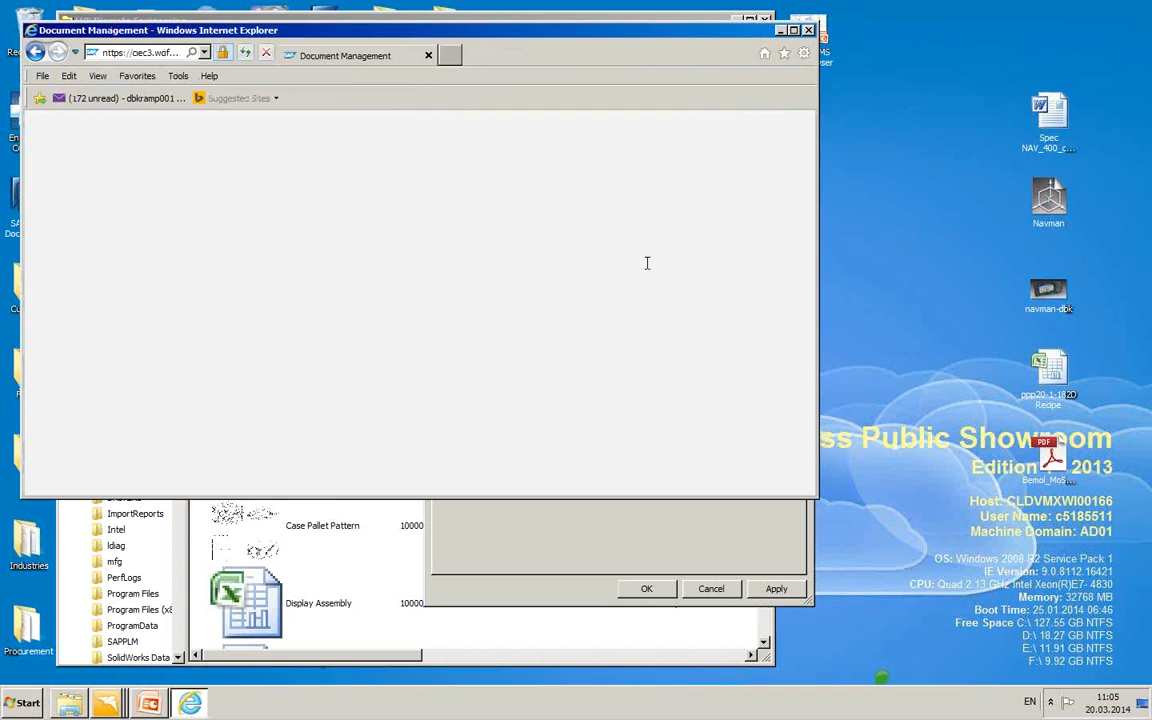 Document Management - Windows Internet Explorer
Document Management
File Edit View Favorites Tools Help
(172 unread) - dbkramp001 ...
Suggested Sites
Spec
NAV_400_c...
Navman
navman-dbk
Recipe
ss Public Showroom
Edition
2013
Host: CLDVMXWI00166
User Name: c5185511
Machine Domain: AD01
OS: Windows 2008 R2 Service Pack 1
IE Version: 9.0.8112.16421
CPU: Quad 2.13 GHz Intel Xeon(R)E7- 4830
Memory: 32768 MB
Boot Time: 25.01.2014 06:46
Free Space C:\ 127.55 GB NTFS
D:\ 18.27 GB NTFS
E:\ 11.91 GB NTFS
F:\ 9.92 GB NTFS
PDF
Bemol_MoS...
ImportReports
Intel
ldiag
mfg
PerfLogs
Program Files
Program Files (x8
ProgramData
SAPPLM
SolidWorks Data
Case Pallet Pattern 10000
Display Assembly 10000
OK Cancel Apply
Industries
Procurement
Start
EN
11:05
20.03.2014